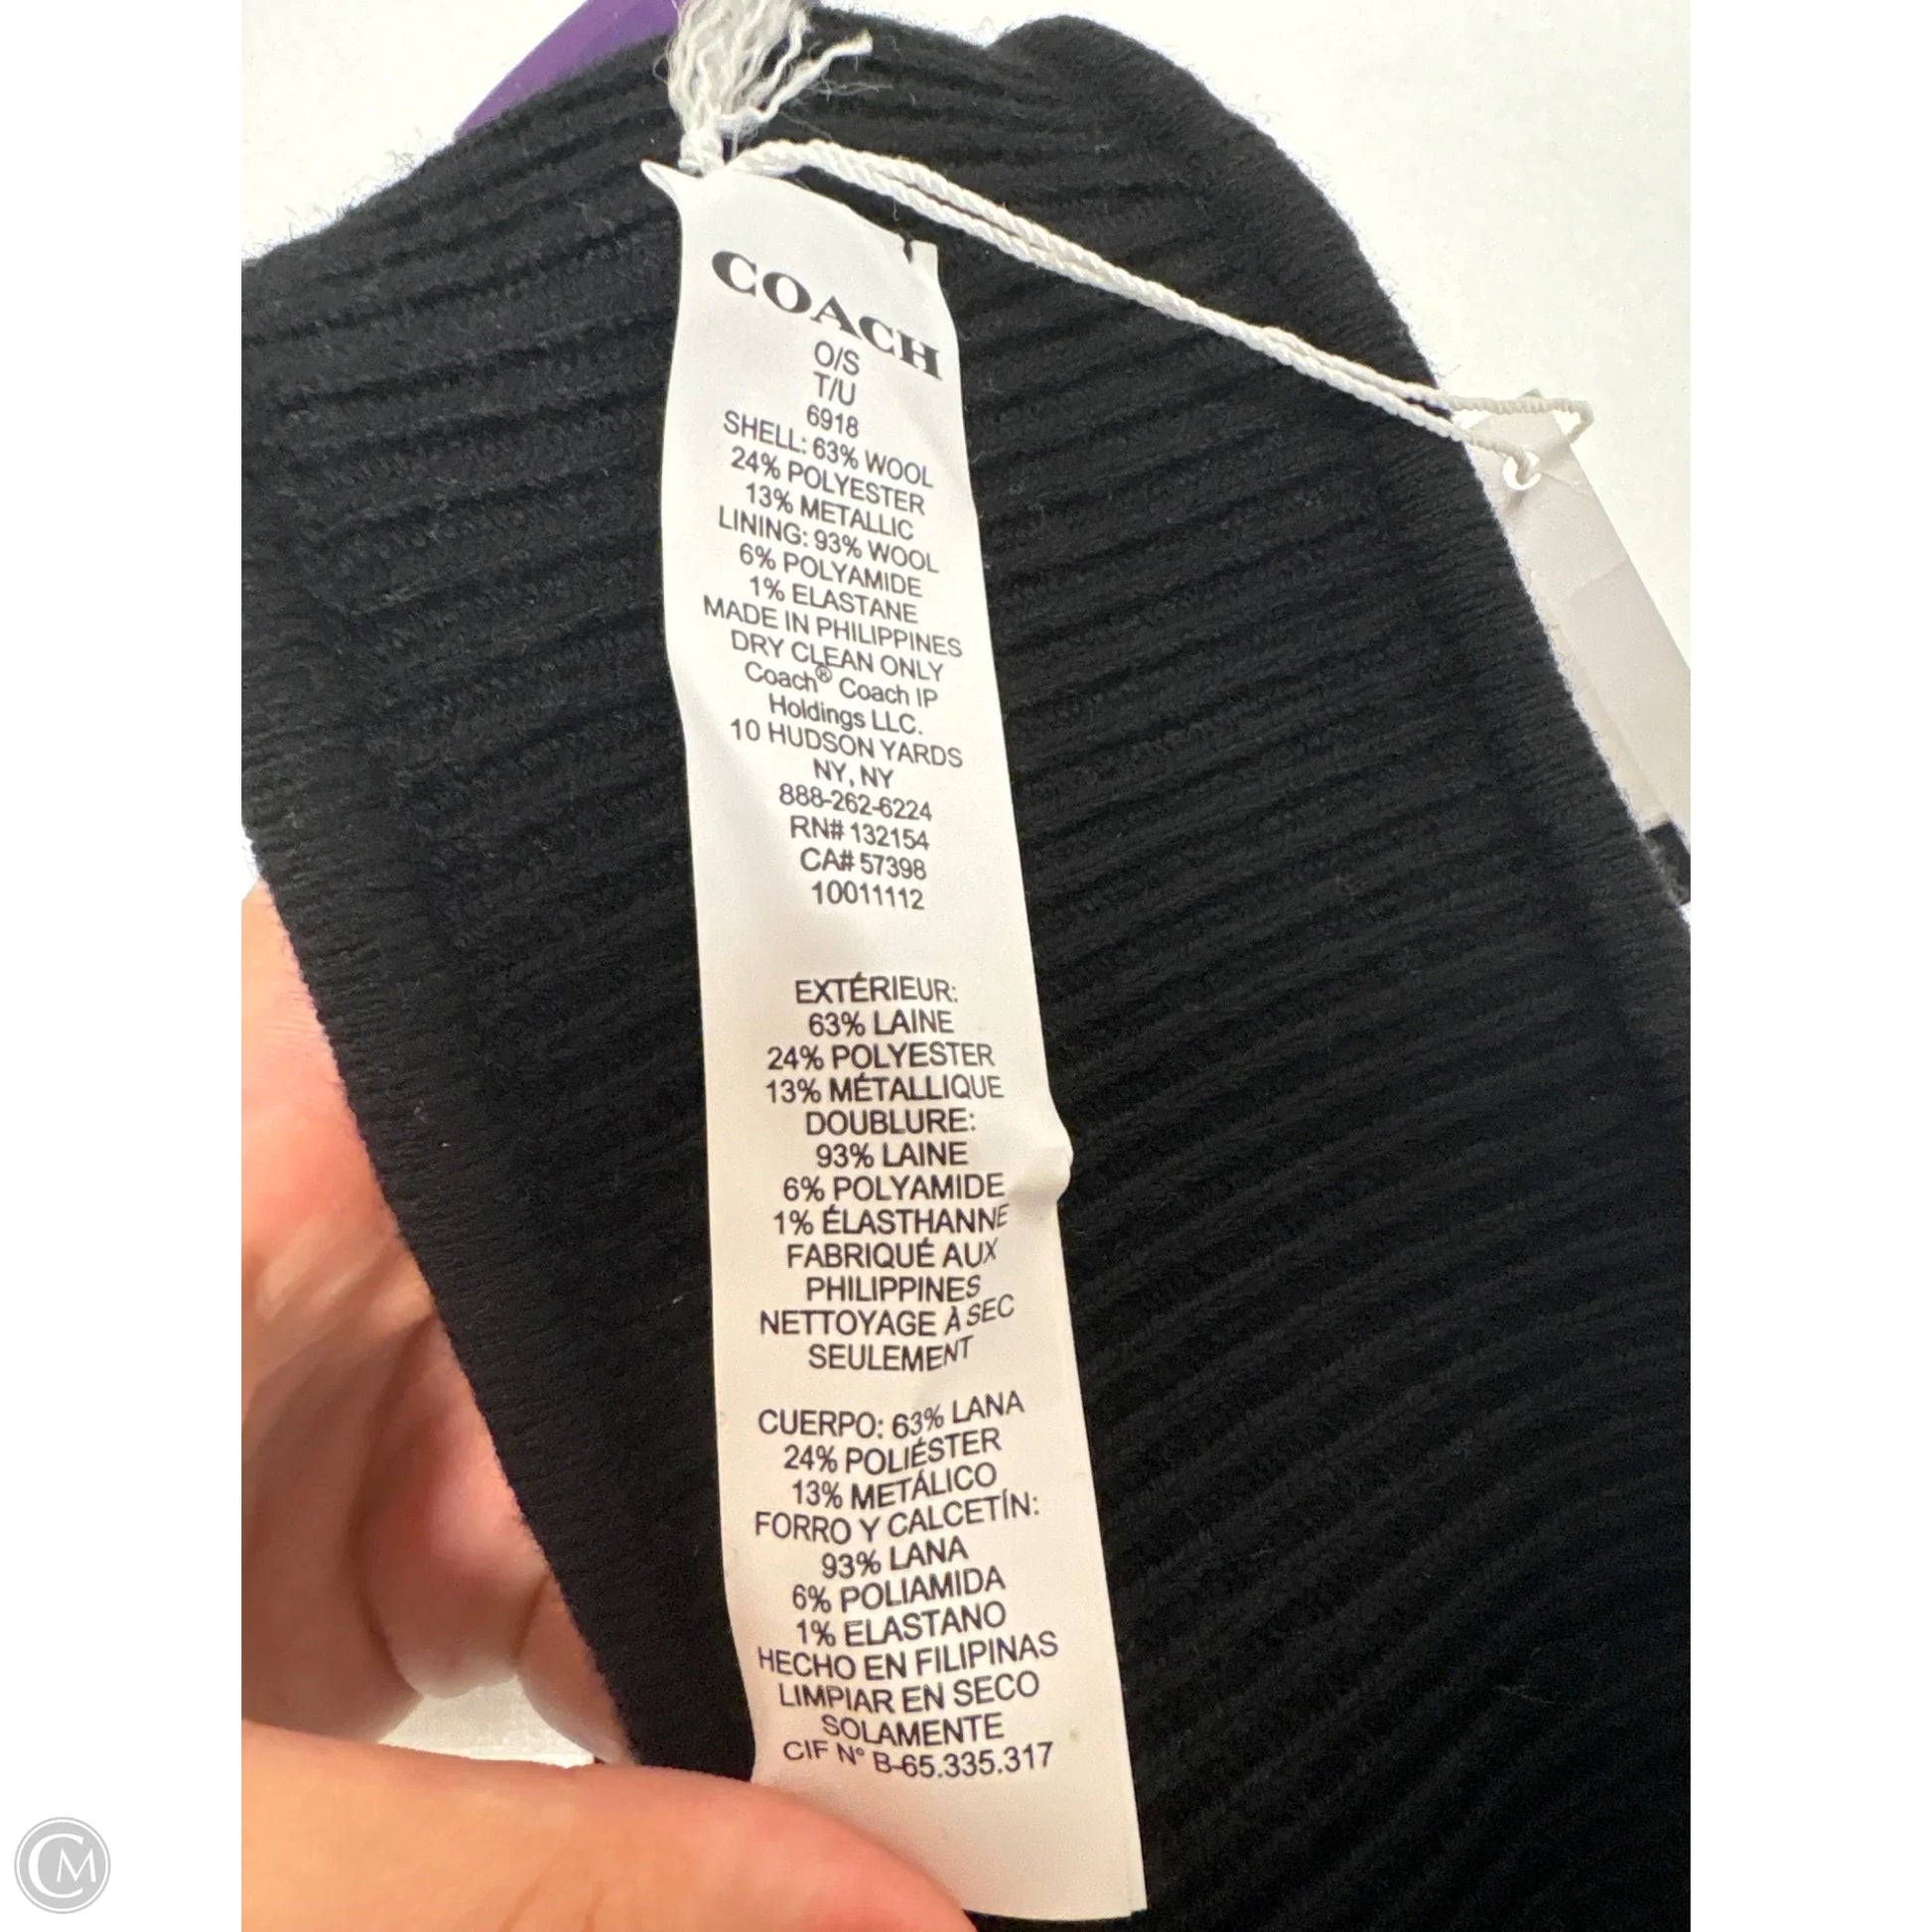 COACH
O/S
T/U
6918
SHELL: 63% WOOL
24% POLYESTER
13% METALLIC
LINING: 93% WOOL
6% POLYAMIDE
1% ELASTANE
MADE IN PHILIPPINES
DRY CLEAN ONLY
Coach® Coach IP
Holdings LLC.
10 HUDSON YARDS
NY, NY
888-262-6224
RN# 132154
CA# 57398
10011112
EXTÉRIEUR:
63% LAINE
24% POLYESTER
13% MÉTALLIQUE
DOUBLURE:
93% LAINE
6% POLYAMIDE
1% ÉLASTHANNE
FABRIQUÉ AUX
PHILIPPINES
NETTOYAGE À SEC
SEULEMENT
CUERPO: 63% LANA
24% POLIÉSTER
13% METÁLICO
FORRO Y CALCETÍN:
93% LANA
6% POLIAMIDA
1% ELASTANO
HECHO EN FILIPINAS
LIMPIAR EN SECO
SOLAMENTE
CIF Nº B-65.335.317
CM